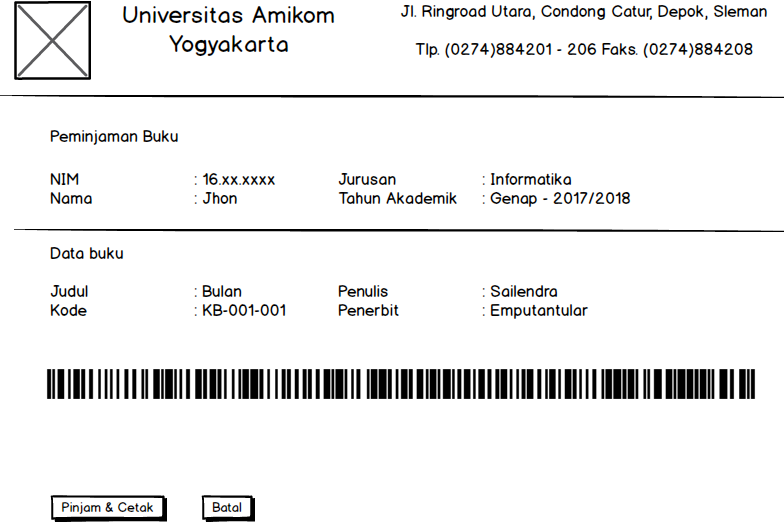 Universitas Amikom
Yogyakarta
Jl. Ringroad Utara, Condong Catur, Depok, Sleman
Tlp. (0274)884201 - 206 Faks. (0274)884208
Peminjaman Buku
NIM : 16.xx.xxxx Jurusan : Informatika
Nama : Jhon Tahun Akademik : Genap - 2017/2018
Data buku
Judul : Bulan Penulis : Sailendra
Kode : KB-001-001 Penerbit : Emputantular
Pinjam & Cetak Batal